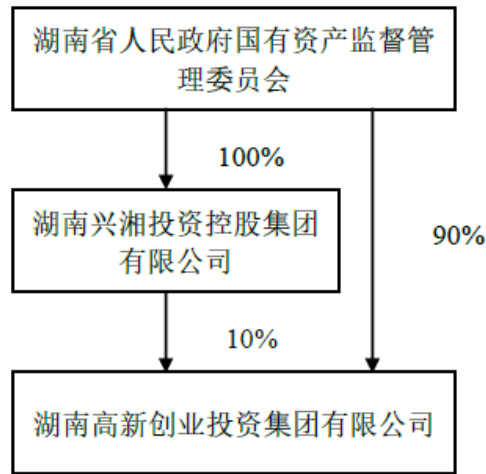 湖南省人民政府国有资产监督管
理委员会
100%
湖南兴湘投资控股集团
有限公司
90%
10%
湖南高新创业投资集团有限公司